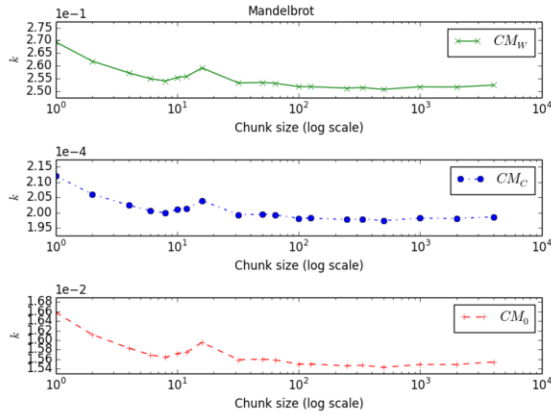 Mandelbrot
1e−1
2.75
2.70
2.65
2.60
2.55
2.50
k
CM_W
10^0 10^1 10^2 10^3 10^4
Chunk size (log scale)
1e−4
2.15
2.10
2.05
2.00
1.95
k
CM_C
10^0 10^1 10^2 10^3 10^4
Chunk size (log scale)
1e−2
1.68
1.66
1.64
1.62
1.60
1.58
1.56
1.54
k
CM_0
10^0 10^1 10^2 10^3 10^4
Chunk size (log scale)